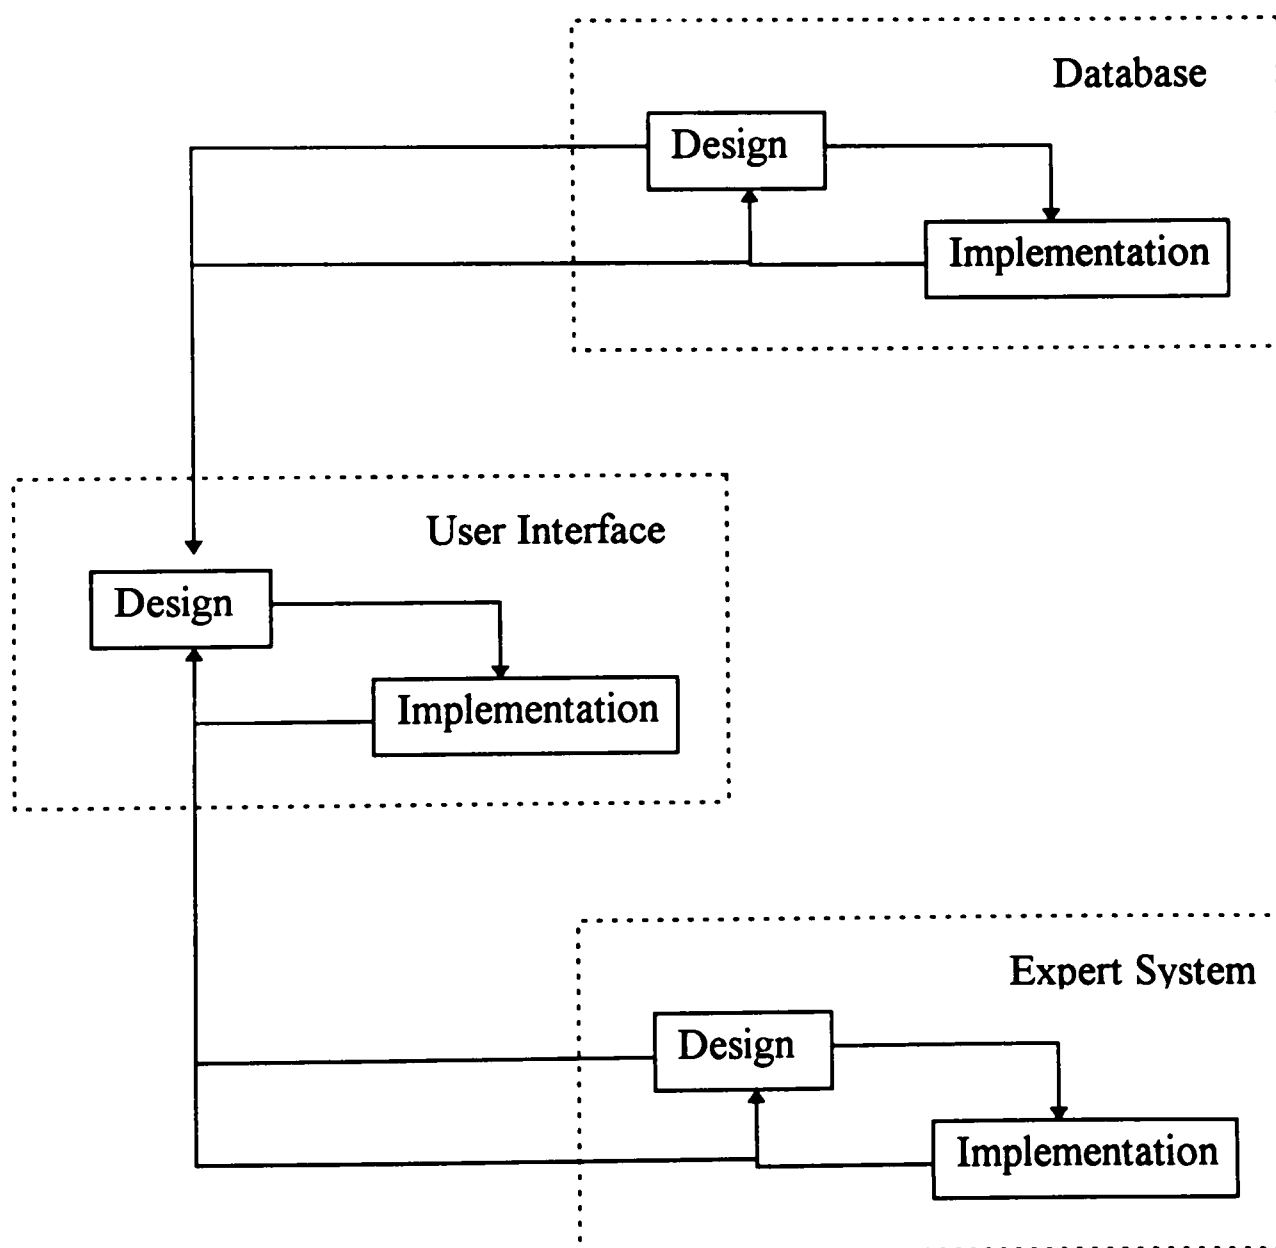 Database
Design
Implementation
User Interface
Design
Implementation
Expert System
Design
Implementation